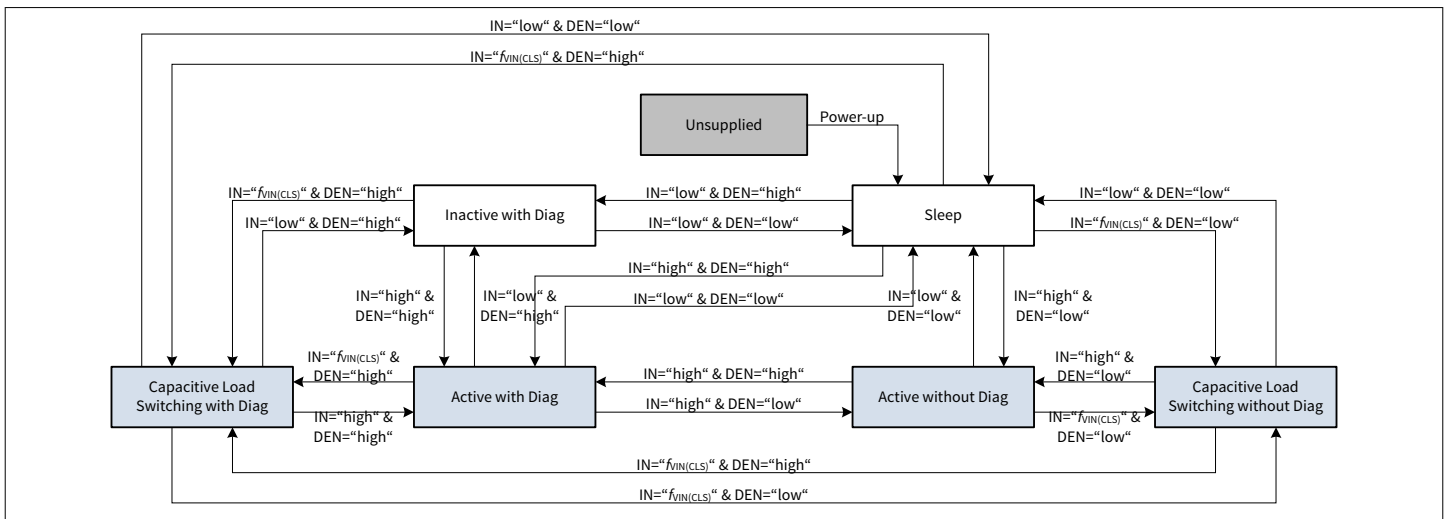 IN=“low“ & DEN=“low“
IN=“fVIN(CLS)“ & DEN=“high“
Unsupplied
Power-up
IN=“fVIN(CLS)“ & DEN=“high“
IN=“low“ & DEN=“high“
Inactive with Diag
IN=“low“ & DEN=“high“
IN=“low“ & DEN=“low“
Sleep
IN=“low“ & DEN=“low“
IN=“fVIN(CLS)“ & DEN=“low“
IN=“high“ & DEN=“high“
IN=“low“ & DEN=“low“
IN=“high“ &
DEN=“high“
IN=“low“ &
DEN=“high“
IN=“low“ &
DEN=“low“
IN=“high“ &
DEN=“low“
Capacitive Load
Switching with Diag
IN=“fVIN(CLS)“ &
DEN=“high“
IN=“high“ &
DEN=“high“
Active with Diag
IN=“high“ & DEN=“high“
IN=“high“ & DEN=“low“
Active without Diag
IN=“high“ &
DEN=“low“
IN=“fVIN(CLS)“ &
DEN=“low“
Capacitive Load
Switching without Diag
IN=“fVIN(CLS)“ & DEN=“high“
IN=“fVIN(CLS)“ & DEN=“low“